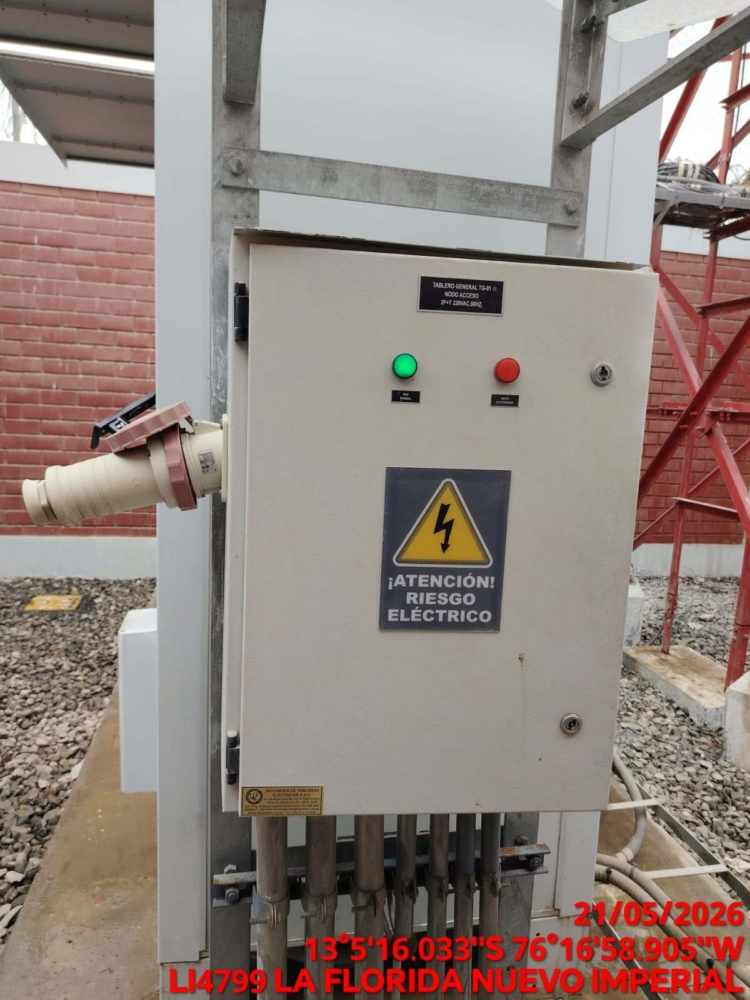 TABLERO GENERAL TG-01
NODO ACCESO
2F+T 220VAC,60HZ
RED
NORMAL
GRUPO
ELECTROGENO
¡ATENCIÓN!
RIESGO
ELÉCTRICO
INGENIERIA DE TABLEROS
ELECTRICOS S.A.C.
21/05/2026
13°5'16.033"S 76°16'58.905"W
LI4799 LA FLORIDA NUEVO IMPERIAL